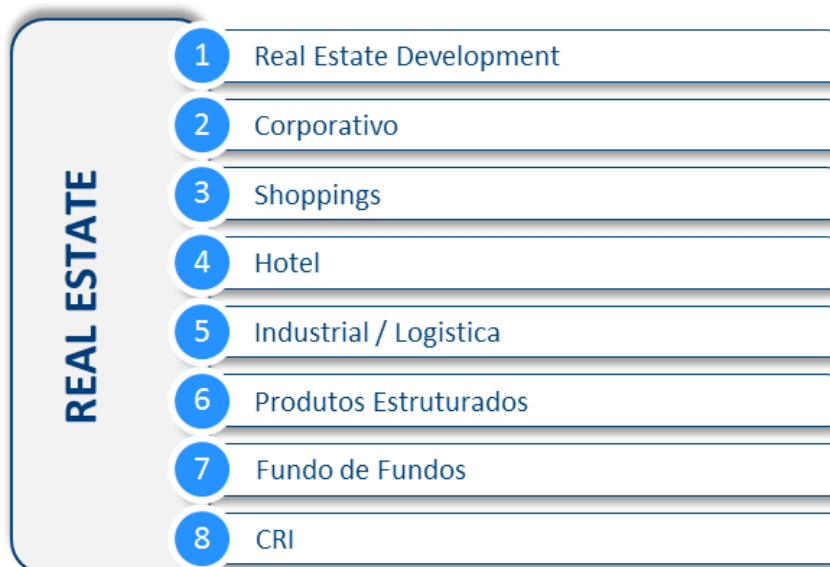 REAL ESTATE
1 Real Estate Development
2 Corporativo
3 Shoppings
4 Hotel
5 Industrial / Logistica
6 Produtos Estruturados
7 Fundo de Fundos
8 CRI